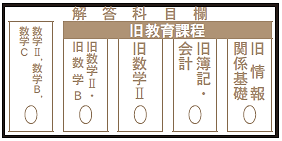 解答科目欄
旧教育課程
数学Ⅱ,数学B,
数学C
旧数学Ⅱ・
旧数学B
旧数学Ⅱ
旧簿記・
会計
旧情報
関係基礎